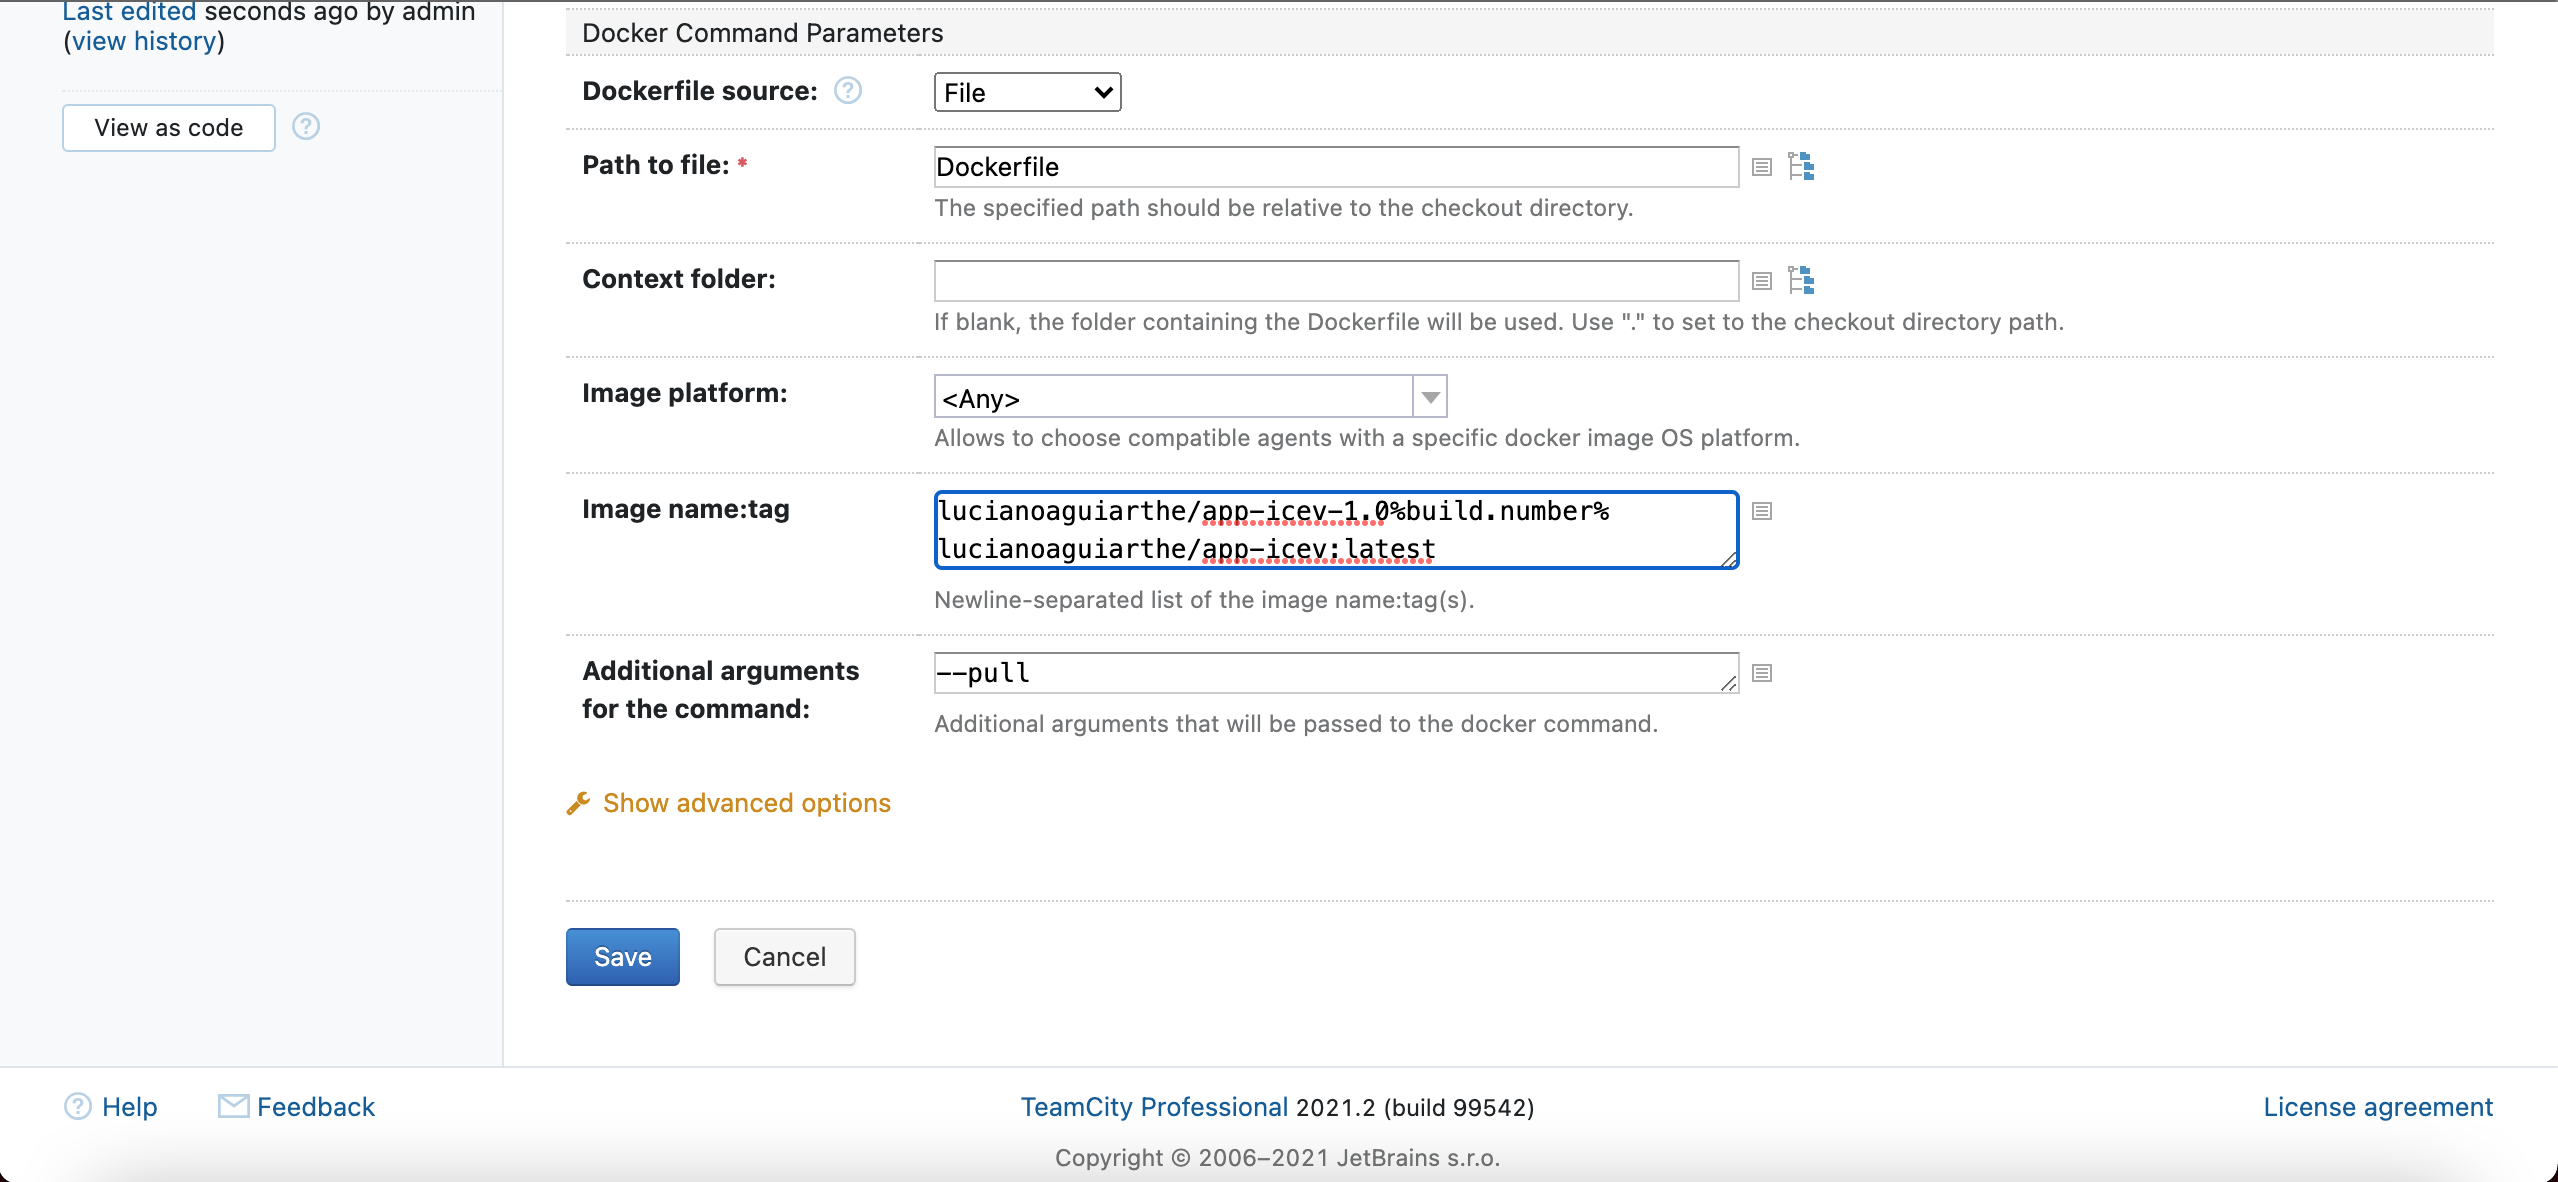 Last edited seconds ago by admin
(view history)
View as code
?
Docker Command Parameters
Dockerfile source: ?
File
Path to file: *
Dockerfile
The specified path should be relative to the checkout directory.
Context folder:
If blank, the folder containing the Dockerfile will be used. Use "." to set to the checkout directory path.
Image platform:
<Any>
Allows to choose compatible agents with a specific docker image OS platform.
Image name:tag
lucianoaguiarthe/app-icev-1.0%build.number%
lucianoaguiarthe/app-icev:latest
Newline-separated list of the image name:tag(s).
Additional arguments
for the command:
--pull
Additional arguments that will be passed to the docker command.
Show advanced options
Save
Cancel
? Help
Feedback
TeamCity Professional 2021.2 (build 99542)
License agreement
Copyright © 2006–2021 JetBrains s.r.o.